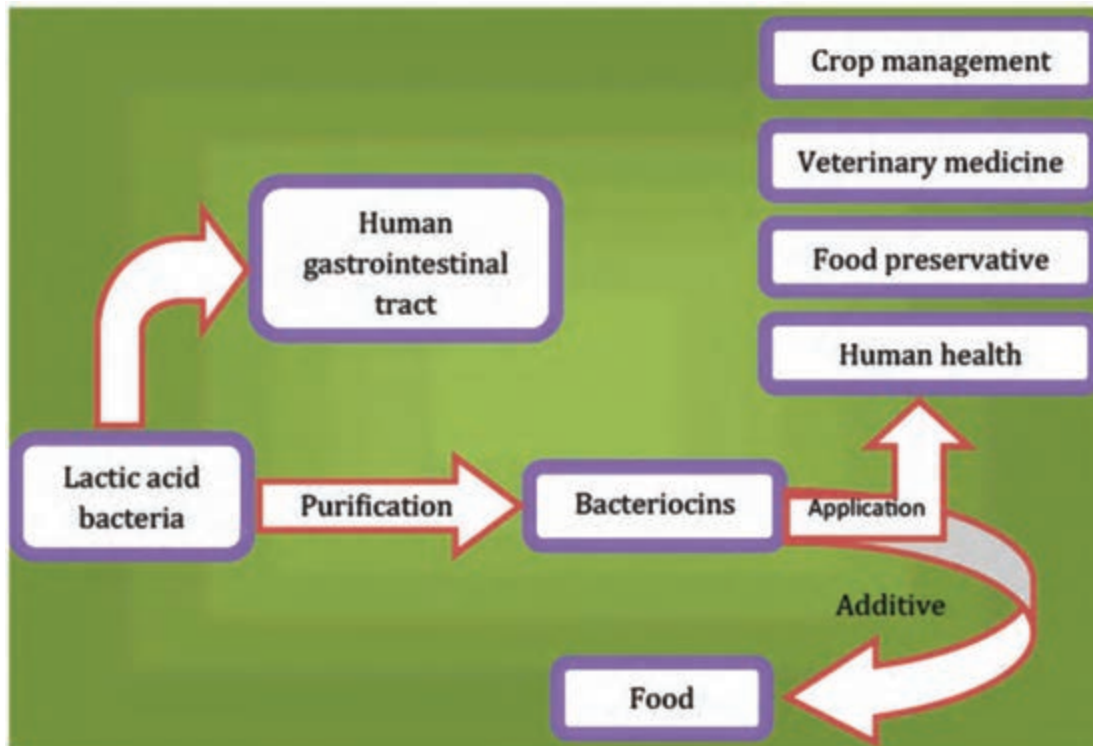 Crop management
Veterinary medicine
Food preservative
Human health
Human
gastrointestinal
tract
Lactic acid
bacteria
Purification
Bacteriocins
Application
Additive
Food